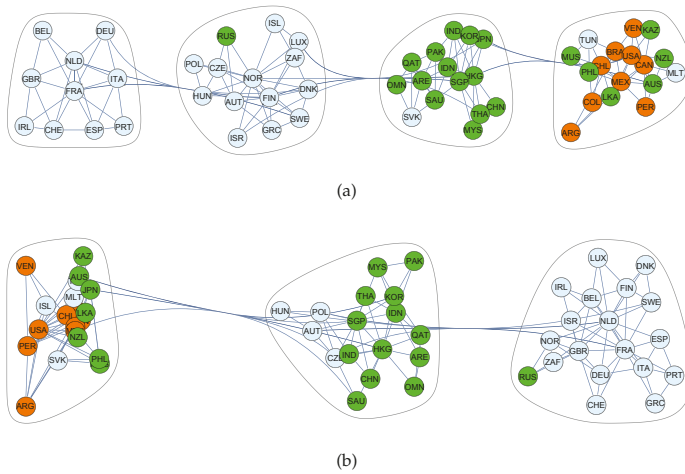 BEL DEU
NLD
GBR ITA
FRA
IRL CHE ESP PRT
ISL
RUS LUX
ZAF
POL CZE
NOR
HUN AUT FIN DNK
SWE
ISR GRC
IND KOR JPN
PAK
QAT IDN
OMN ARE SGP HKG
SAU
SVK THA CHN
MYS
VEN KAZ
TUN
MUS BRA USA NZL
CHL CAN
PHL MLT
MEX AUS
COL LKA
PER
ARG
(a)
KAZ
VEN
AUS
MLT JPN
ISL
CHL LKA
USA
NZL
PER
SVK PHL
ARG
MYS PAK
THA KOR
HUN POL IDN
SGP
AUT QAT
IND HKG ARE
CHN OMN
SAU
LUX DNK
IRL FIN
BEL SWE
ISR NLD
NOR ESP
GBR FRA
ZAF
RUS DEU ITA PRT
CHE GRC
(b)